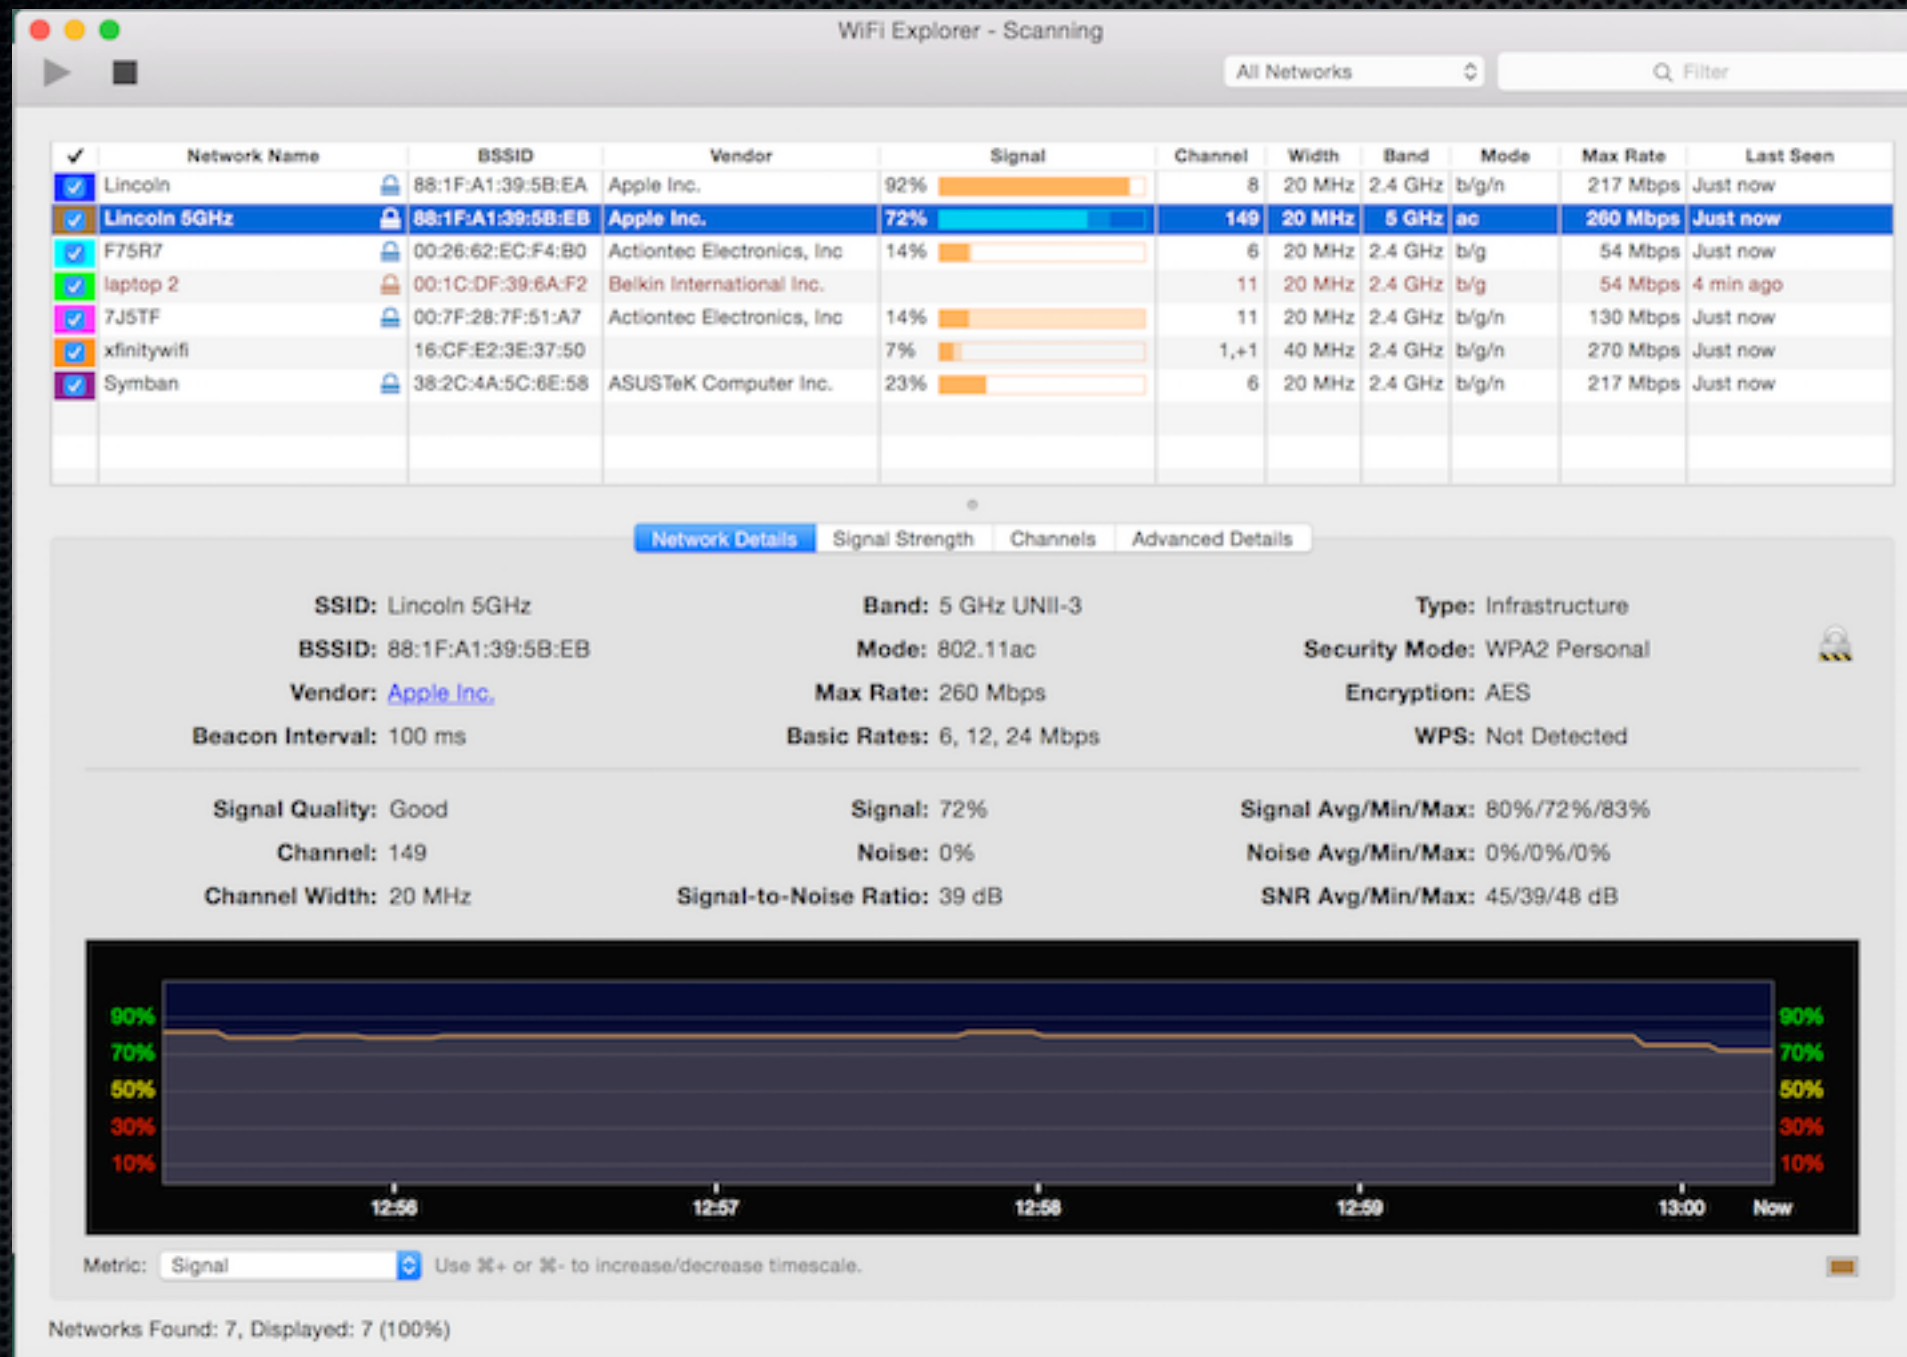 WiFi Explorer - Scanning
All Networks Filter
Network Name BSSID Vendor Signal Channel Width Band Mode Max Rate Last Seen
Lincoln 88:1F:A1:39:5B:EA Apple Inc. 92% 8 20 MHz 2.4 GHz b/g/n 217 Mbps Just now
Lincoln 5GHz 88:1F:A1:39:5B:EB Apple Inc. 72% 149 20 MHz 5 GHz ac 260 Mbps Just now
F75R7 00:26:62:EC:F4:B0 Actiontec Electronics, Inc 14% 6 20 MHz 2.4 GHz b/g 54 Mbps Just now
laptop 2 00:1C:DF:39:6A:F2 Belkin International Inc. 11 20 MHz 2.4 GHz b/g 54 Mbps 4 min ago
7J5TF 00:7F:28:7F:51:A7 Actiontec Electronics, Inc 14% 11 20 MHz 2.4 GHz b/g/n 130 Mbps Just now
xfinitywifi 16:CF:E2:3E:37:50 7% 1,+1 40 MHz 2.4 GHz b/g/n 270 Mbps Just now
Symban 38:2C:4A:5C:6E:58 ASUSTeK Computer Inc. 23% 6 20 MHz 2.4 GHz b/g/n 217 Mbps Just now
Network Details Signal Strength Channels Advanced Details
SSID: Lincoln 5GHz Band: 5 GHz UNII-3 Type: Infrastructure
BSSID: 88:1F:A1:39:5B:EB Mode: 802.11ac Security Mode: WPA2 Personal
Vendor: Apple Inc. Max Rate: 260 Mbps Encryption: AES
Beacon Interval: 100 ms Basic Rates: 6, 12, 24 Mbps WPS: Not Detected
Signal Quality: Good Signal: 72% Signal Avg/Min/Max: 80%/72%/83%
Channel: 149 Noise: 0% Noise Avg/Min/Max: 0%/0%/0%
Channel Width: 20 MHz Signal-to-Noise Ratio: 39 dB SNR Avg/Min/Max: 45/39/48 dB
90% 90%
70% 70%
50% 50%
30% 30%
10% 10%
12:56 12:57 12:58 12:59 13:00 Now
Metric: Signal Use ⌘+ or ⌘- to increase/decrease timescale.
Networks Found: 7, Displayed: 7 (100%)